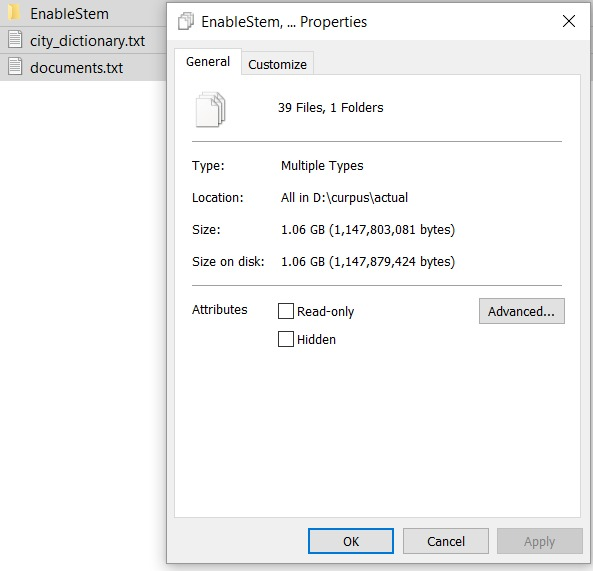 EnableStem
city_dictionary.txt
documents.txt
EnableStem, ... Properties
General Customize
39 Files, 1 Folders
Type: Multiple Types
Location: All in D:\curpus\actual
Size: 1.06 GB (1,147,803,081 bytes)
Size on disk: 1.06 GB (1,147,879,424 bytes)
Attributes Read-only Advanced...
Hidden
OK Cancel Apply